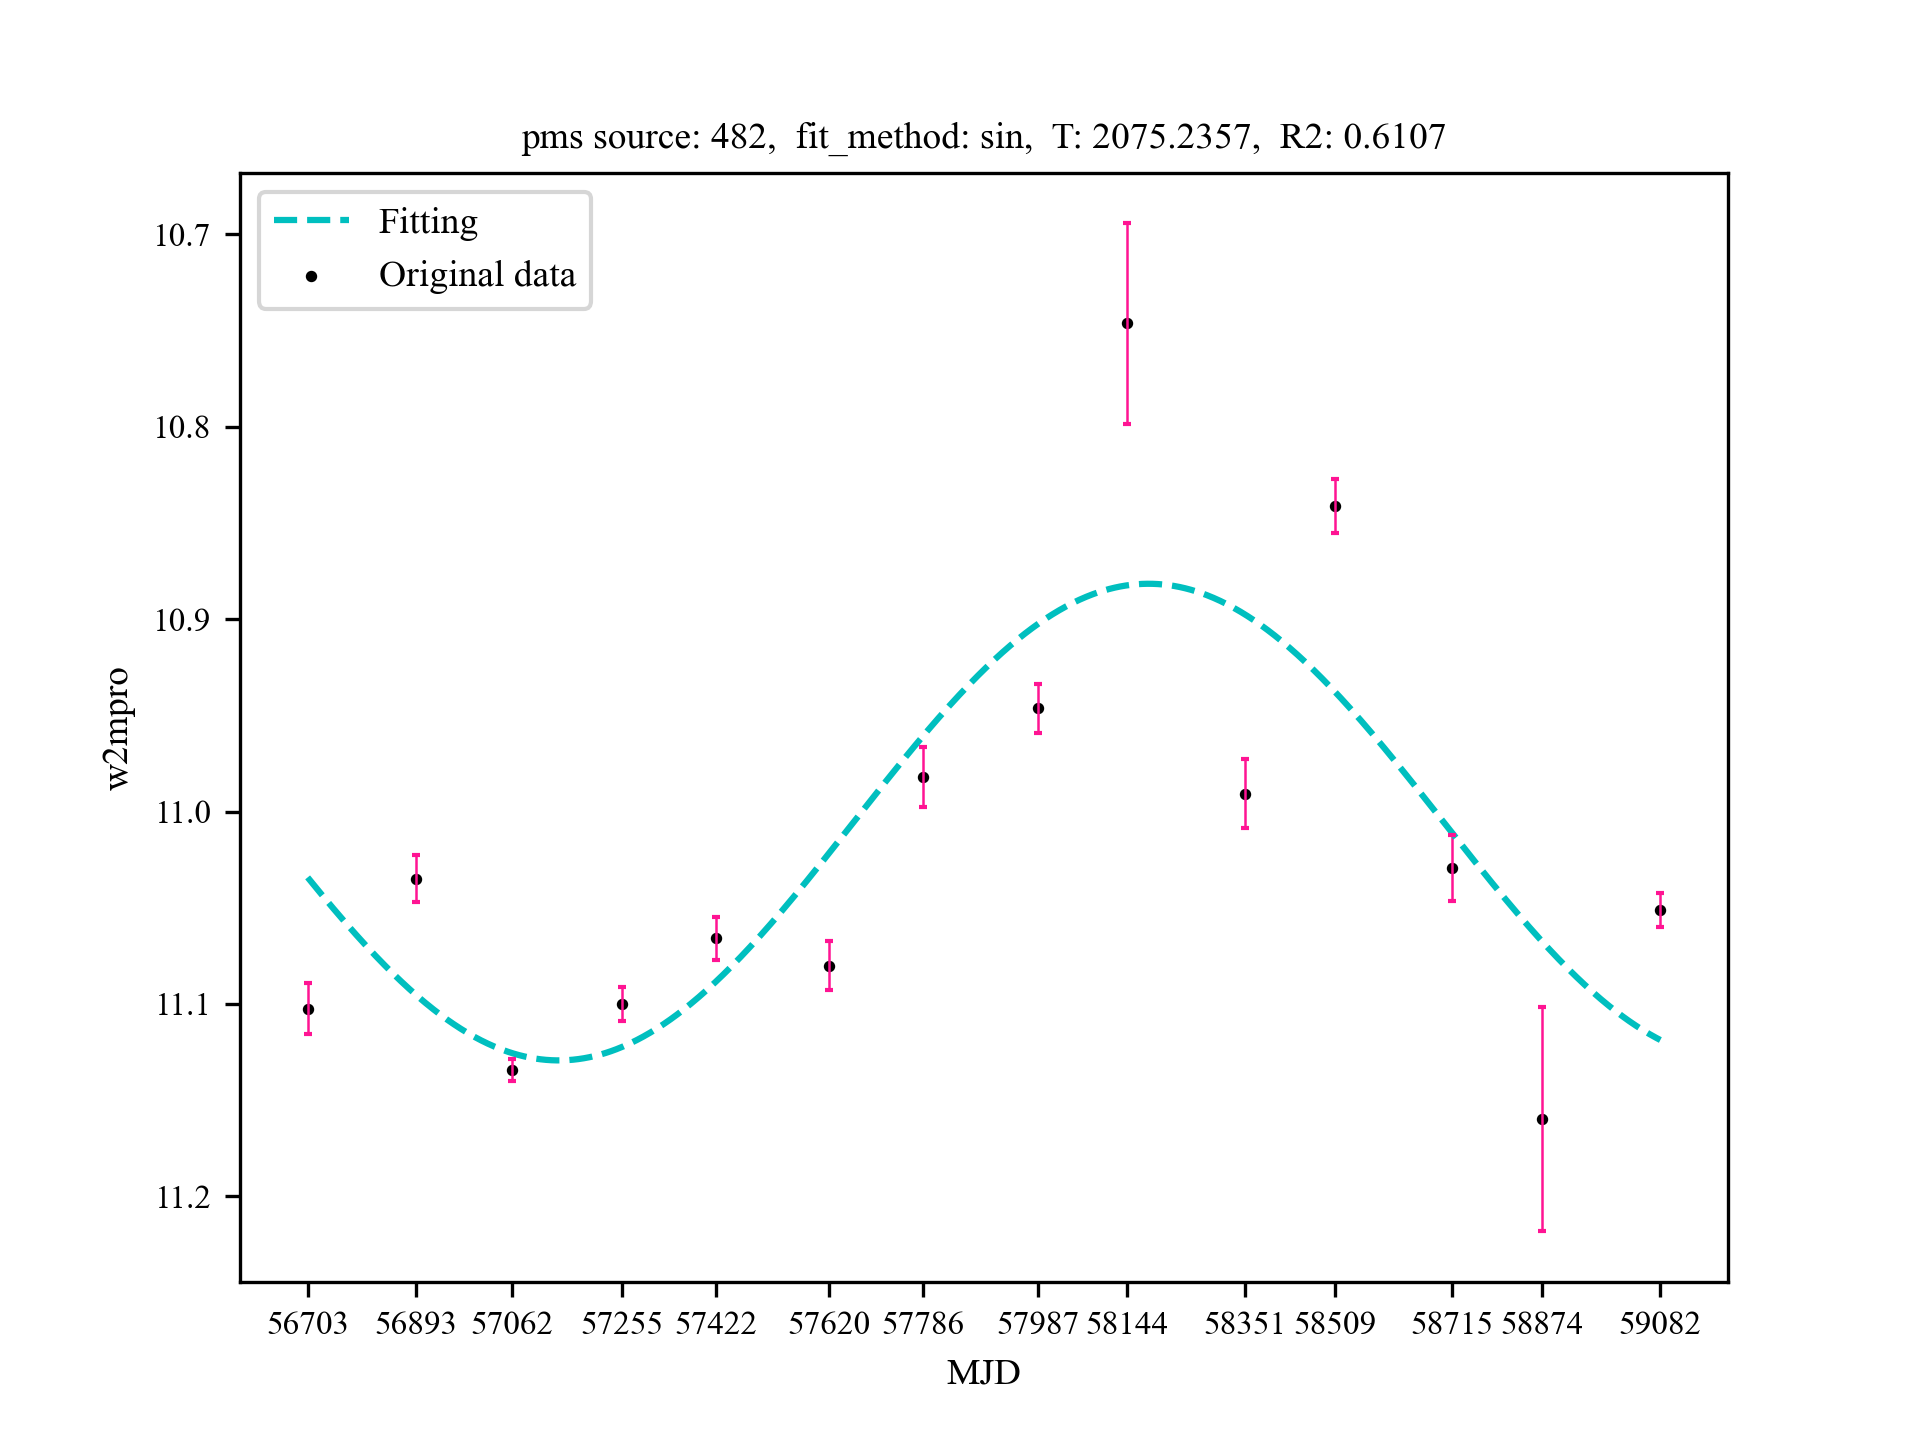 pms source: 482,  fit_method: sin,  T: 2075.2357,  R2: 0.6107
Fitting
Original data
10.7
10.8
10.9
11.0
11.1
11.2
w2mpro
56703 56893 57062 57255 57422 57620 57786 57987 58144 58351 58509 58715 58874 59082
MJD